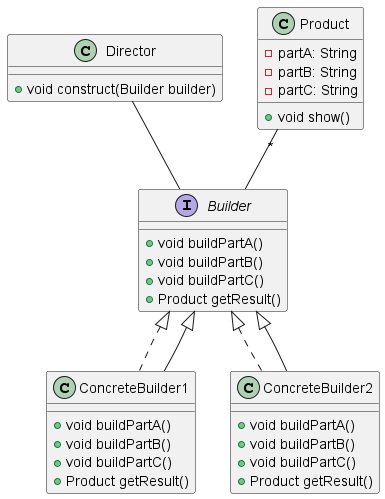 C Product
partA: String
partB: String
partC: String
void show()
C Director
void construct(Builder builder)
*
I Builder
void buildPartA()
void buildPartB()
void buildPartC()
Product getResult()
C ConcreteBuilder1
void buildPartA()
void buildPartB()
void buildPartC()
Product getResult()
C ConcreteBuilder2
void buildPartA()
void buildPartB()
void buildPartC()
Product getResult()